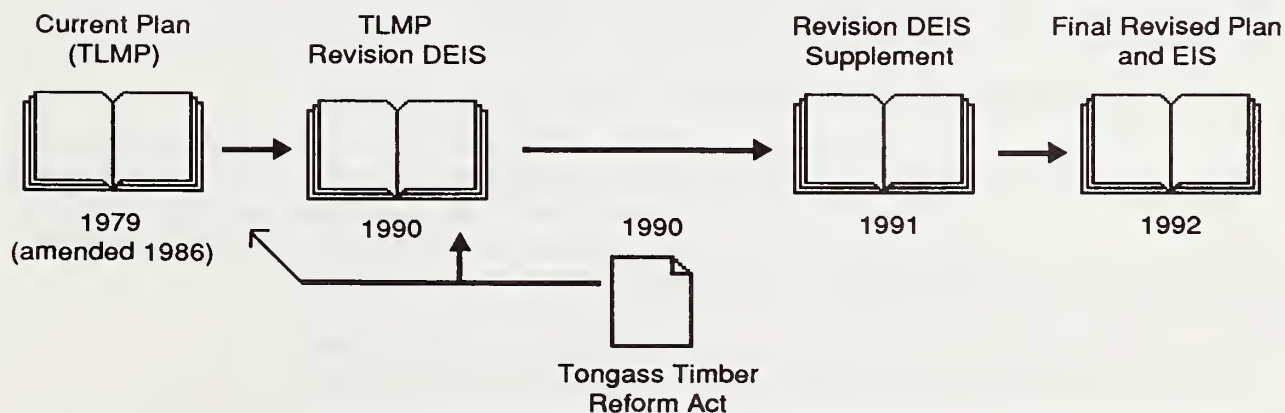 Current Plan
(TLMP)
TLMP
Revision DEIS
Revision DEIS
Supplement
Final Revised Plan
and EIS
1979
(amended 1986)
1990
1990
1991
1992
Tongass Timber
Reform Act